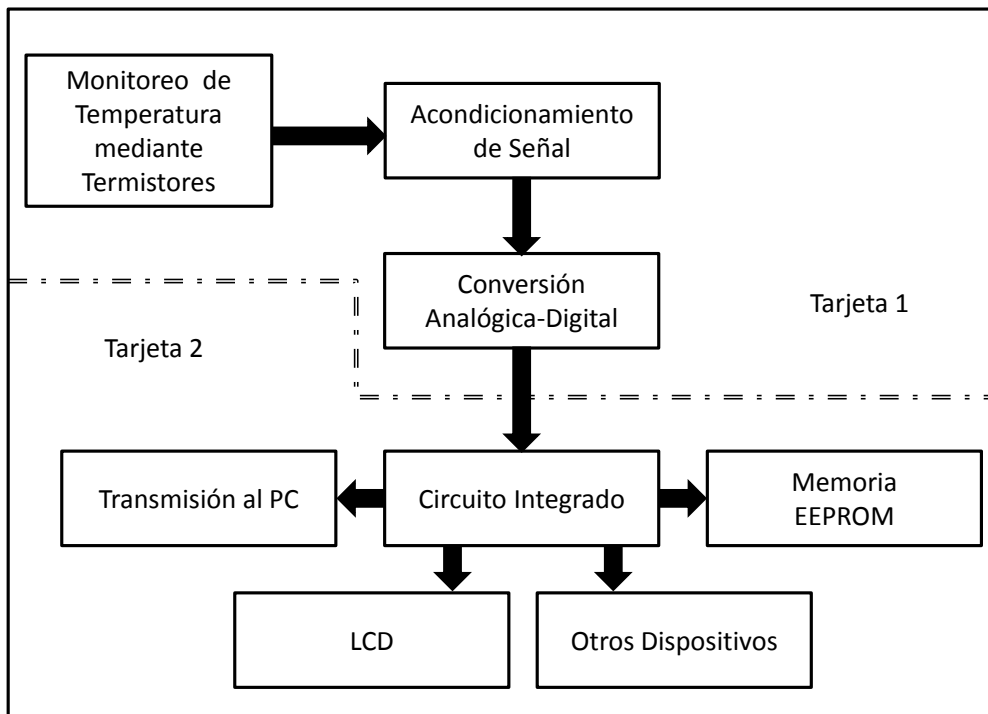 Monitoreo de
Temperatura
mediante
Termistores
Acondicionamiento
de Señal
Conversión
Analógica-Digital
Tarjeta 1
Tarjeta 2
Transmisión al PC
Circuito Integrado
Memoria
EEPROM
LCD
Otros Dispositivos